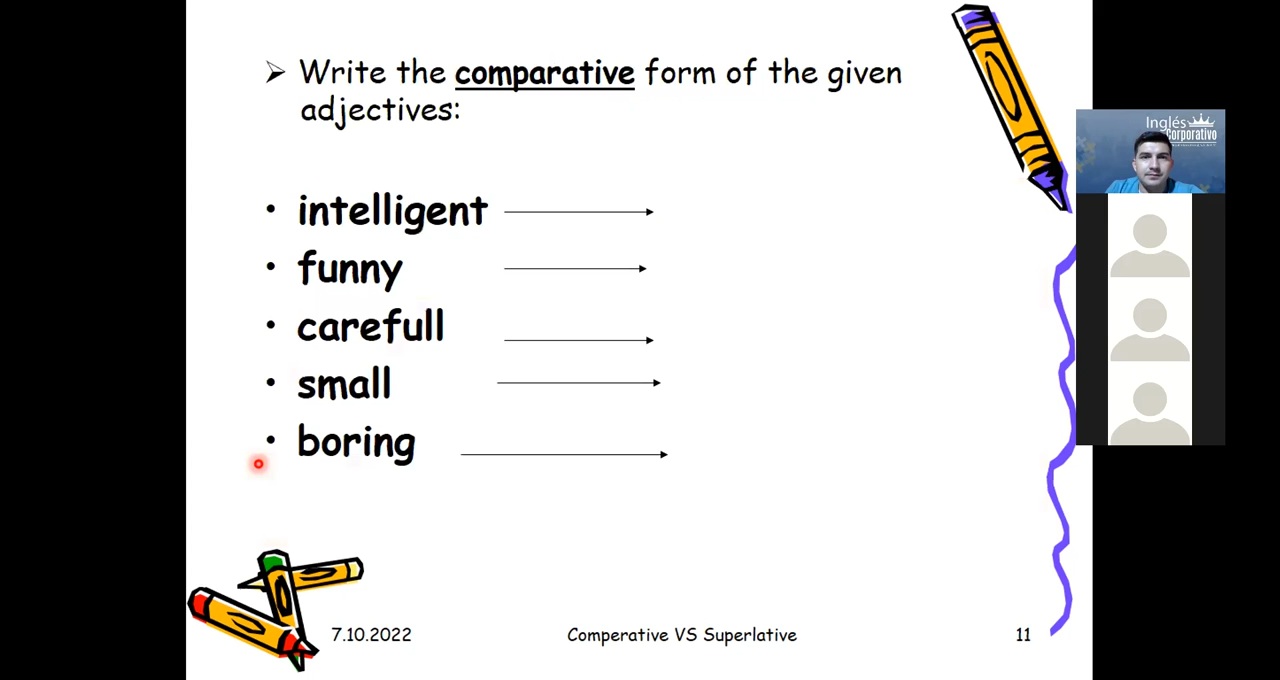 ➢ Write the comparative form of the given
adjectives:
• intelligent
• funny
• carefull
• small
• boring
7.10.2022
Comperative VS Superlative
11
Inglés
Corporativo